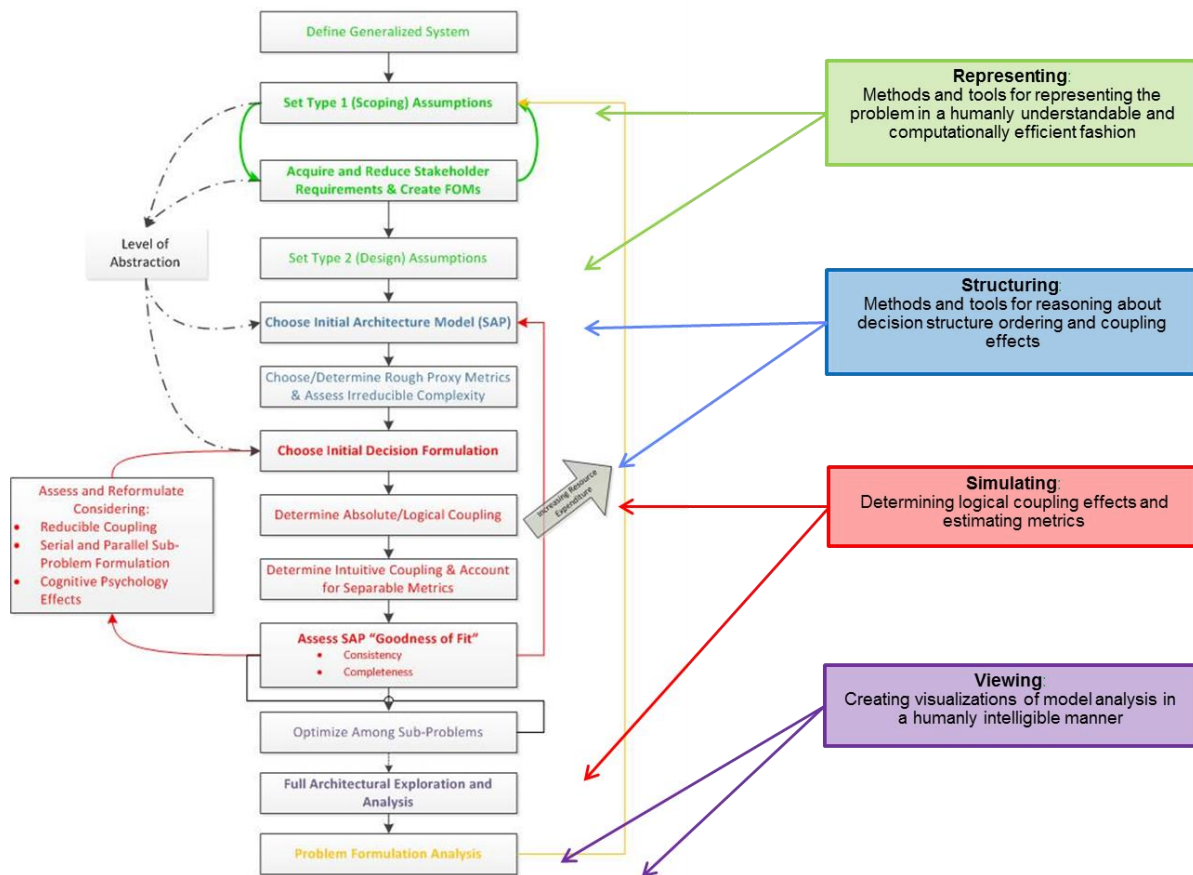 Define Generalized System
Set Type 1 (Scoping) Assumptions
Acquire and Reduce Stakeholder
Requirements & Create FOMs
Level of
Abstraction
Set Type 2 (Design) Assumptions
Choose Initial Architecture Model (SAP)
Choose/Determine Rough Proxy Metrics
& Assess Irreducible Complexity
Choose Initial Decision Formulation
Assess and Reformulate
Considering:
• Reducible Coupling
• Serial and Parallel Sub-
Problem Formulation
• Cognitive Psychology
Effects
Determine Absolute/Logical Coupling
Increasing Resource
Expenditure
Determine Intuitive Coupling & Account
for Separable Metrics
Assess SAP “Goodness of Fit”
• Consistency
• Completeness
Optimize Among Sub-Problems
Full Architectural Exploration and
Analysis
Problem Formulation Analysis
Representing:
Methods and tools for representing the
problem in a humanly understandable and
computationally efficient fashion
Structuring:
Methods and tools for reasoning about
decision structure ordering and coupling
effects
Simulating:
Determining logical coupling effects and
estimating metrics
Viewing:
Creating visualizations of model analysis in
a humanly intelligible manner